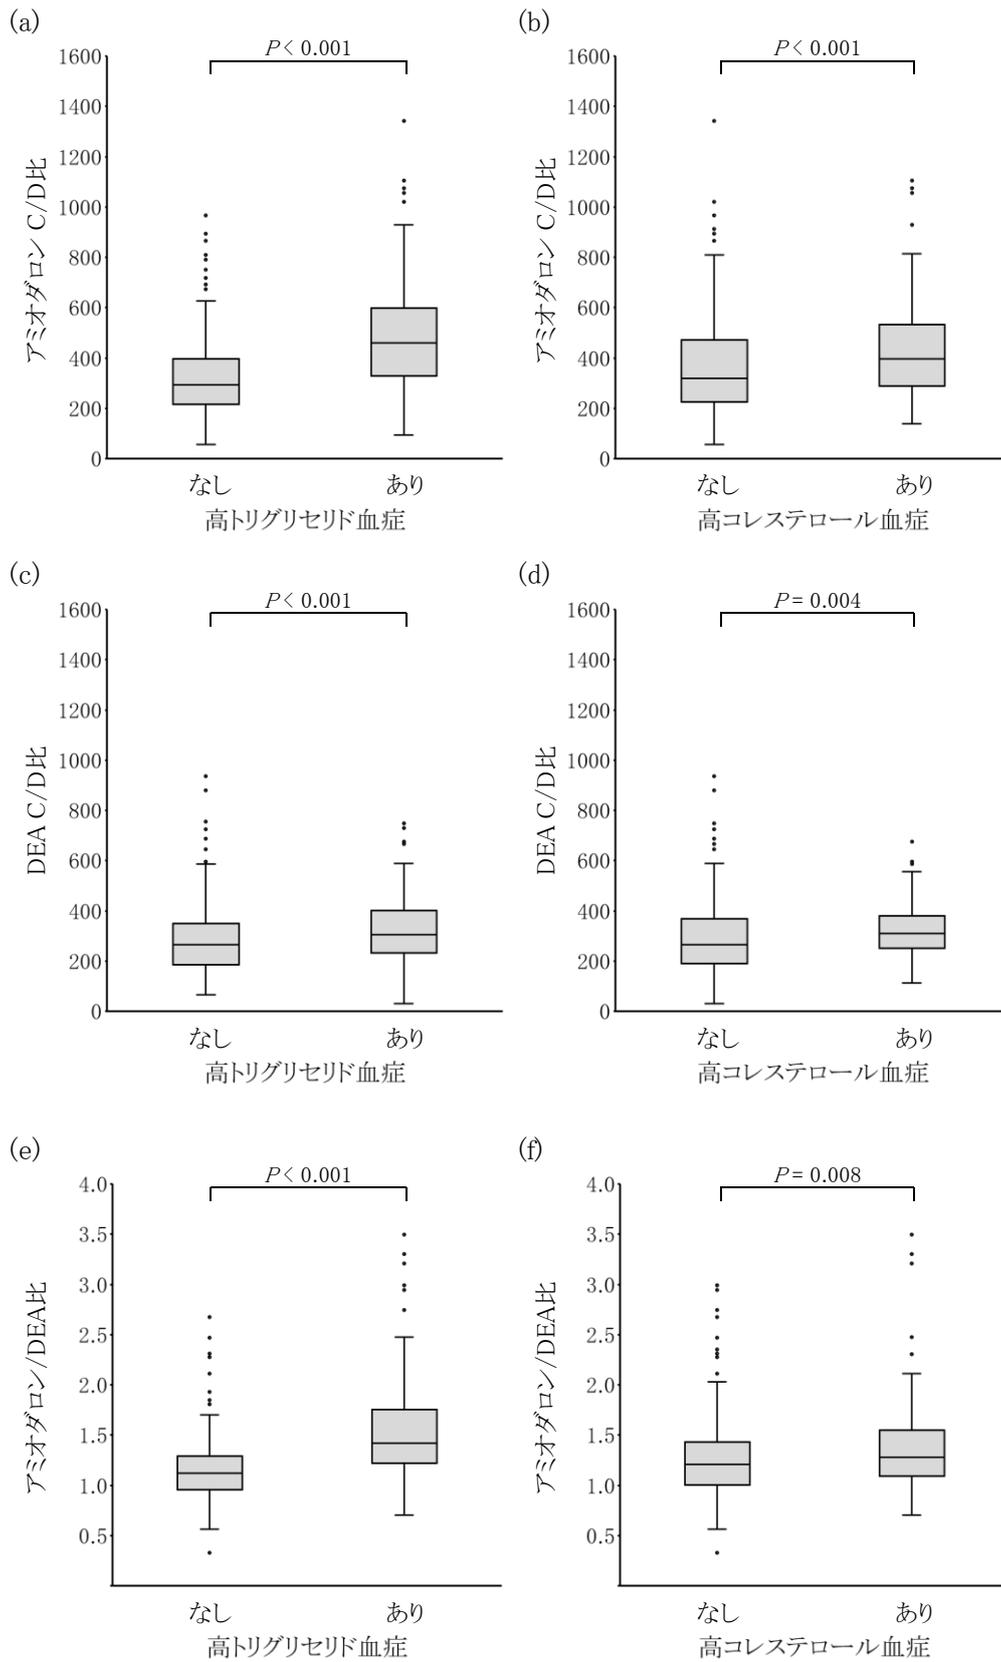 (a)
P < 0.001
アミオダロン C/D比
1600
1400
1200
1000
800
600
400
200
0
なし
あり
高トリグリセリド血症
(b)
P < 0.001
アミオダロン C/D比
1600
1400
1200
1000
800
600
400
200
0
なし
あり
高コレステロール血症
(c)
P < 0.001
DEA C/D比
1600
1400
1200
1000
800
600
400
200
0
なし
あり
高トリグリセリド血症
(d)
P = 0.004
DEA C/D比
1600
1400
1200
1000
800
600
400
200
0
なし
あり
高コレステロール血症
(e)
P < 0.001
アミオダロン/DEA比
4.0
3.5
3.0
2.5
2.0
1.5
1.0
0.5
なし
あり
高トリグリセリド血症
(f)
P = 0.008
アミオダロン/DEA比
4.0
3.5
3.0
2.5
2.0
1.5
1.0
0.5
なし
あり
高コレステロール血症